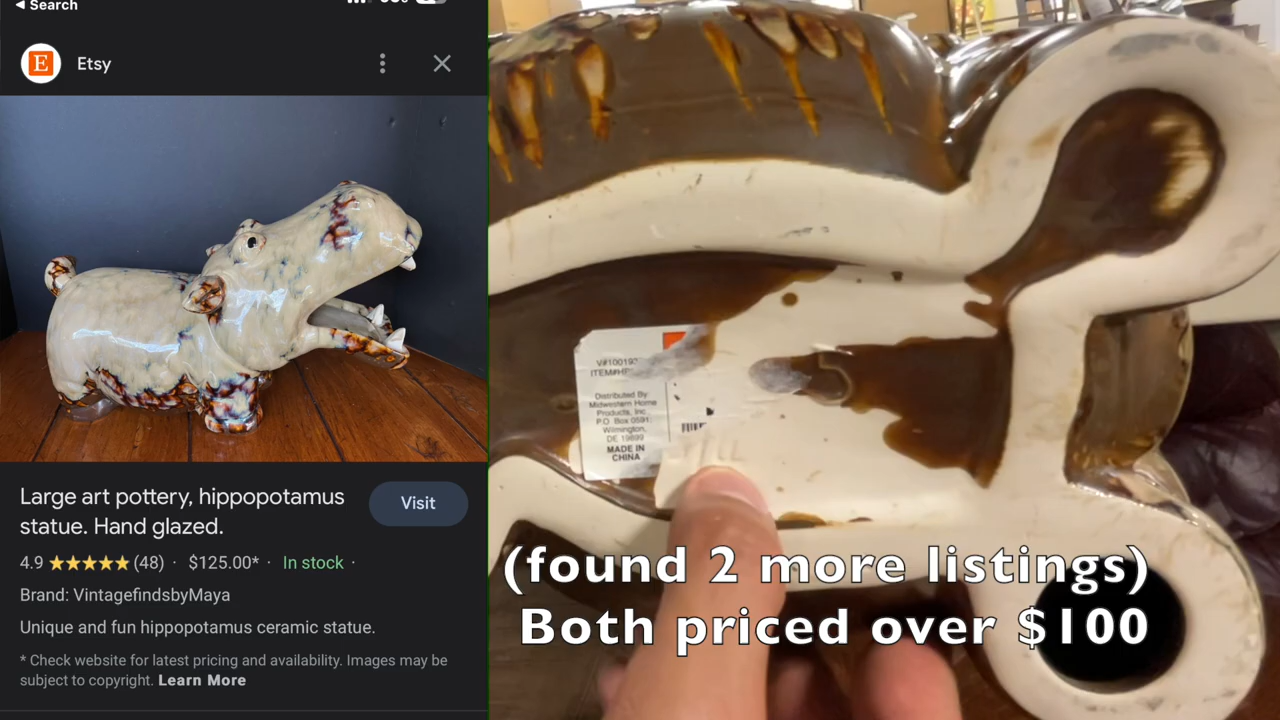 Search
E
Etsy
Large art pottery, hippopotamus
statue. Hand glazed.
Visit
4.9 ★★★★★ (48) · $125.00* · In stock ·
Brand: VintagefindsbyMaya
Unique and fun hippopotamus ceramic statue.
* Check website for latest pricing and availability. Images may be
subject to copyright. Learn More
Distributed By:
Midwestern Home
Products, Inc.
P.O. Box 0591,
Wilmington,
DE 19899
MADE IN
CHINA
(found 2 more listings)
Both priced over $100